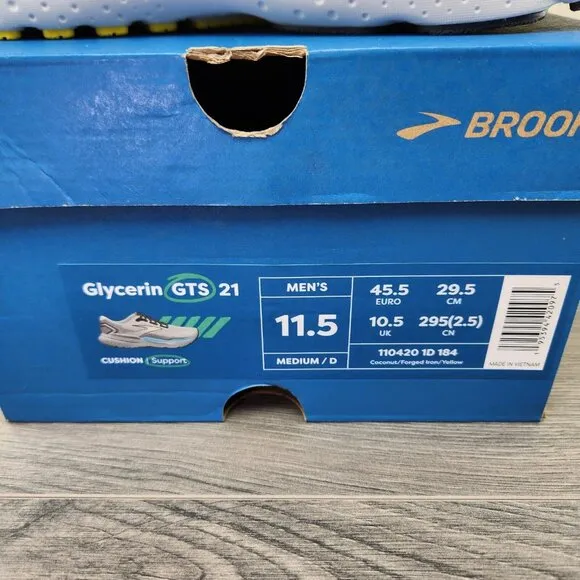 BROOK
Glycerin GTS 21
CUSHION Support
MEN'S
11.5
MEDIUM / D
45.5 EURO
29.5 CM
10.5 UK
295(2.5) CN
110420 1D 184
Coconut/Forged Iron/Yellow
MADE IN VIETNAM